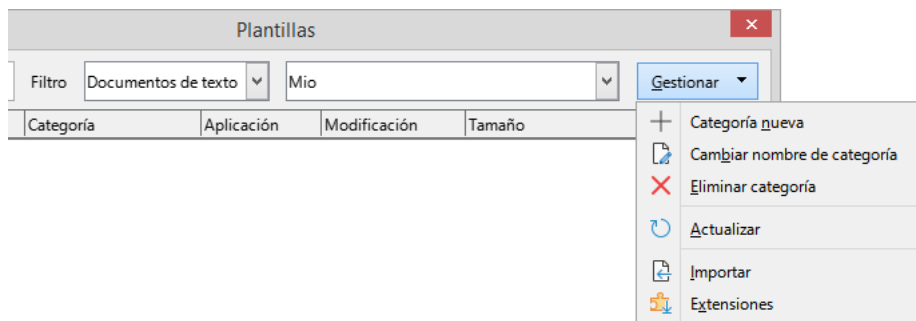 Plantillas
Filtro Documentos de texto Mio Gestionar
Categoría Aplicación Modificación Tamaño
Categoría nueva
Cambiar nombre de categoría
Eliminar categoría
Actualizar
Importar
Extensiones